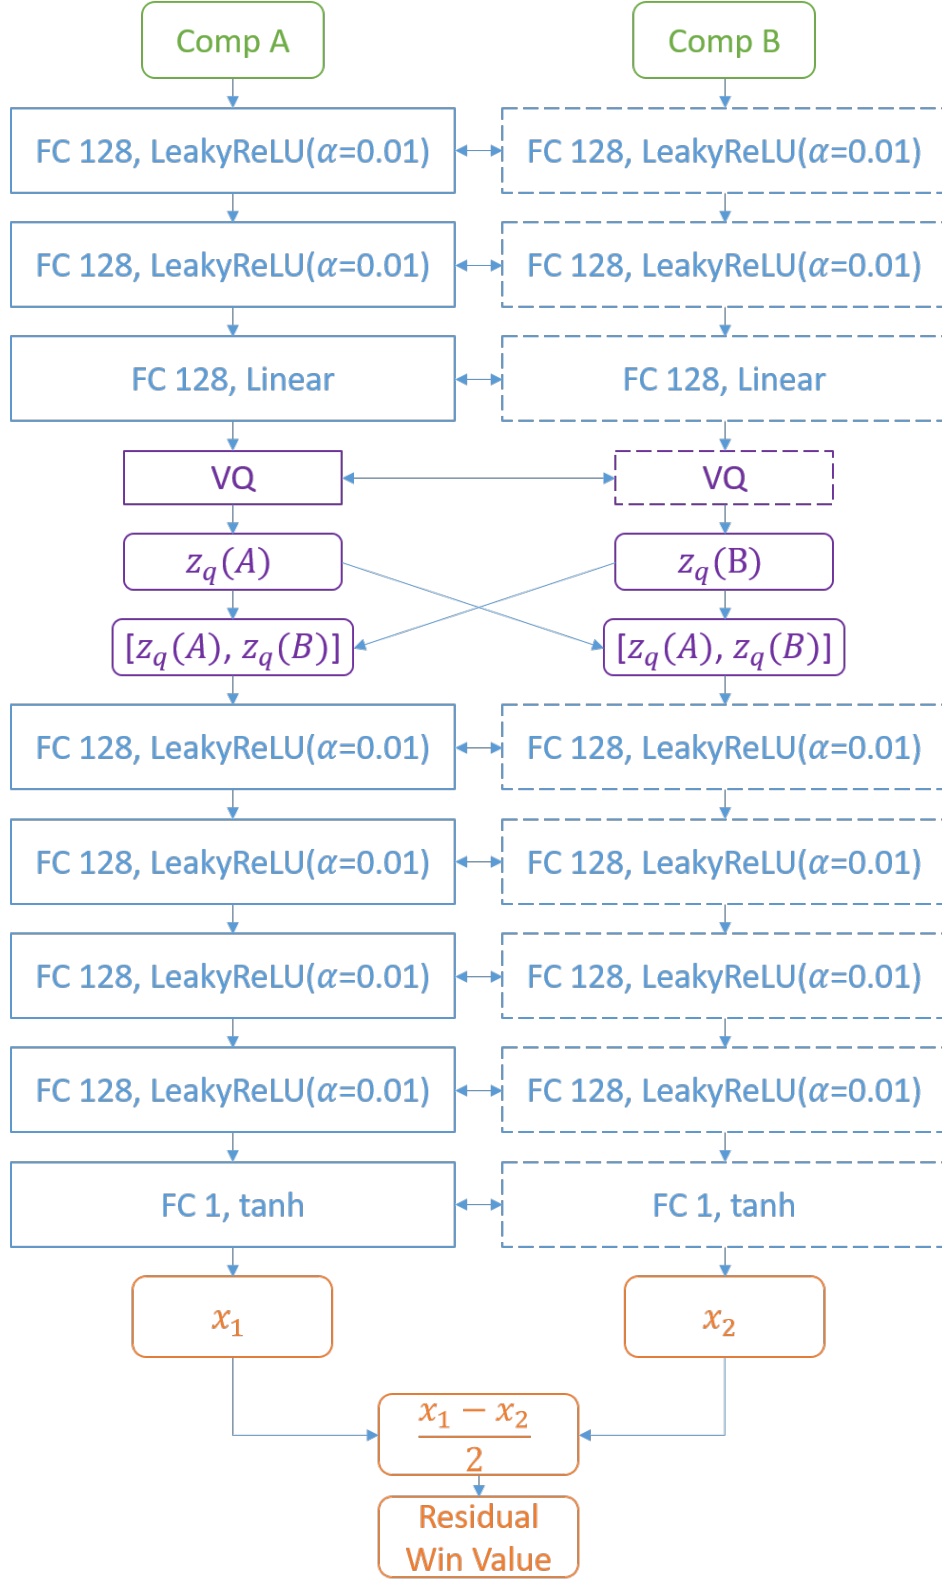 Comp A
Comp B
FC 128, LeakyReLU(α=0.01)
FC 128, LeakyReLU(α=0.01)
FC 128, LeakyReLU(α=0.01)
FC 128, LeakyReLU(α=0.01)
FC 128, Linear
FC 128, Linear
VQ
VQ
z_q(A)
z_q(B)
[z_q(A), z_q(B)]
[z_q(A), z_q(B)]
FC 128, LeakyReLU(α=0.01)
FC 128, LeakyReLU(α=0.01)
FC 128, LeakyReLU(α=0.01)
FC 128, LeakyReLU(α=0.01)
FC 128, LeakyReLU(α=0.01)
FC 128, LeakyReLU(α=0.01)
FC 128, LeakyReLU(α=0.01)
FC 128, LeakyReLU(α=0.01)
FC 1, tanh
FC 1, tanh
x₁
x₂
x₁ − x₂
2
Residual
Win Value